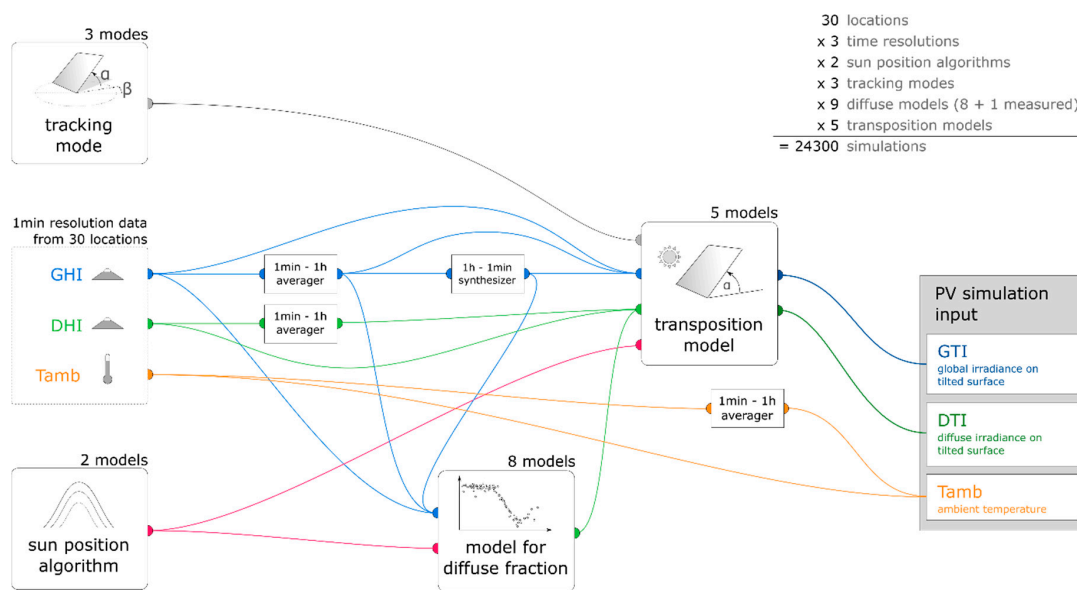 3 modes
α
β
tracking
mode
30 locations
x 3 time resolutions
x 2 sun position algorithms
x 3 tracking modes
x 9 diffuse models (8 + 1 measured)
x 5 transposition models
= 24300 simulations
1min resolution data
from 30 locations
GHI
DHI
Tamb
1min - 1h
averager
1h - 1min
synthesizer
1min - 1h
averager
5 models
α
transposition
model
1min - 1h
averager
PV simulation
input
GTI
global irradiance on
tilted surface
DTI
diffuse irradiance on
tilted surface
Tamb
ambient temperature
2 models
sun position
algorithm
8 models
model for
diffuse fraction